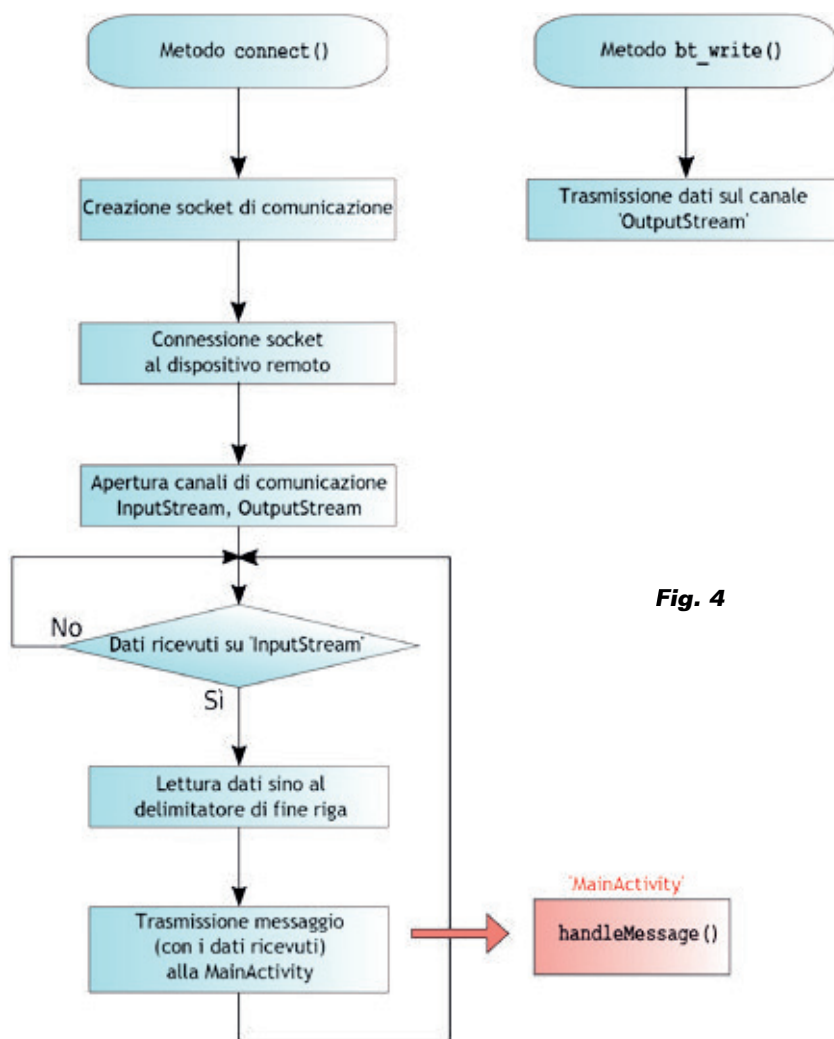 Metodo connect()
Metodo bt_write()
Creazione socket di comunicazione
Trasmissione dati sul canale
'OutputStream'
Connessione socket
al dispositivo remoto
Apertura canali di comunicazione
InputStream, OutputStream
Fig. 4
No
Dati ricevuti su 'InputStream'
Sì
Lettura dati sino al
delimitatore di fine riga
Trasmissione messaggio
(con i dati ricevuti)
alla MainActivity
'MainActivity'
handleMessage()